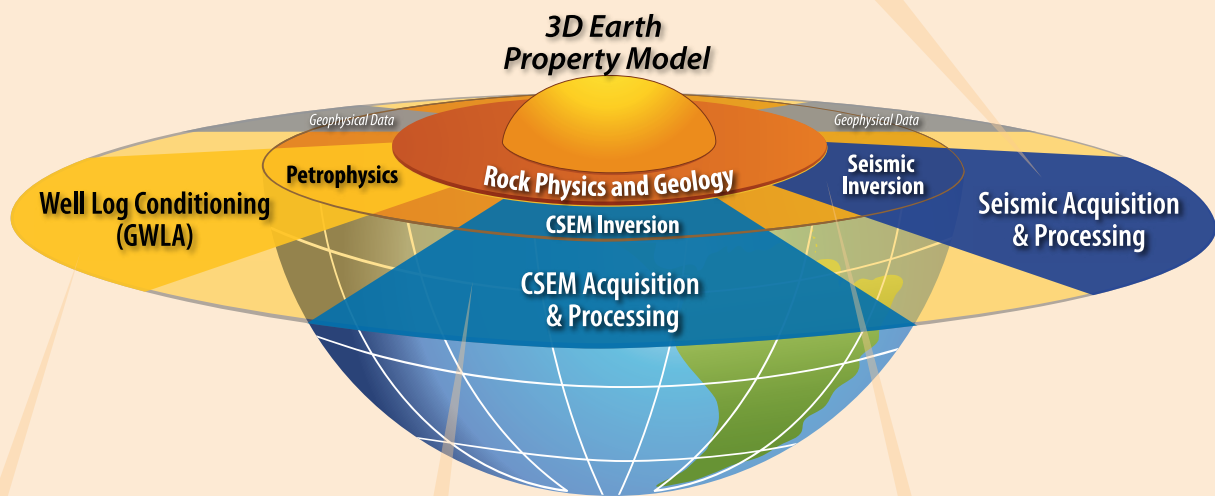 3D Earth
Property Model
Geophysical Data
Geophysical Data
Petrophysics
Rock Physics and Geology
Seismic
Inversion
Well Log Conditioning
(GWLA)
CSEM Inversion
Seismic Acquisition
& Processing
CSEM Acquisition
& Processing